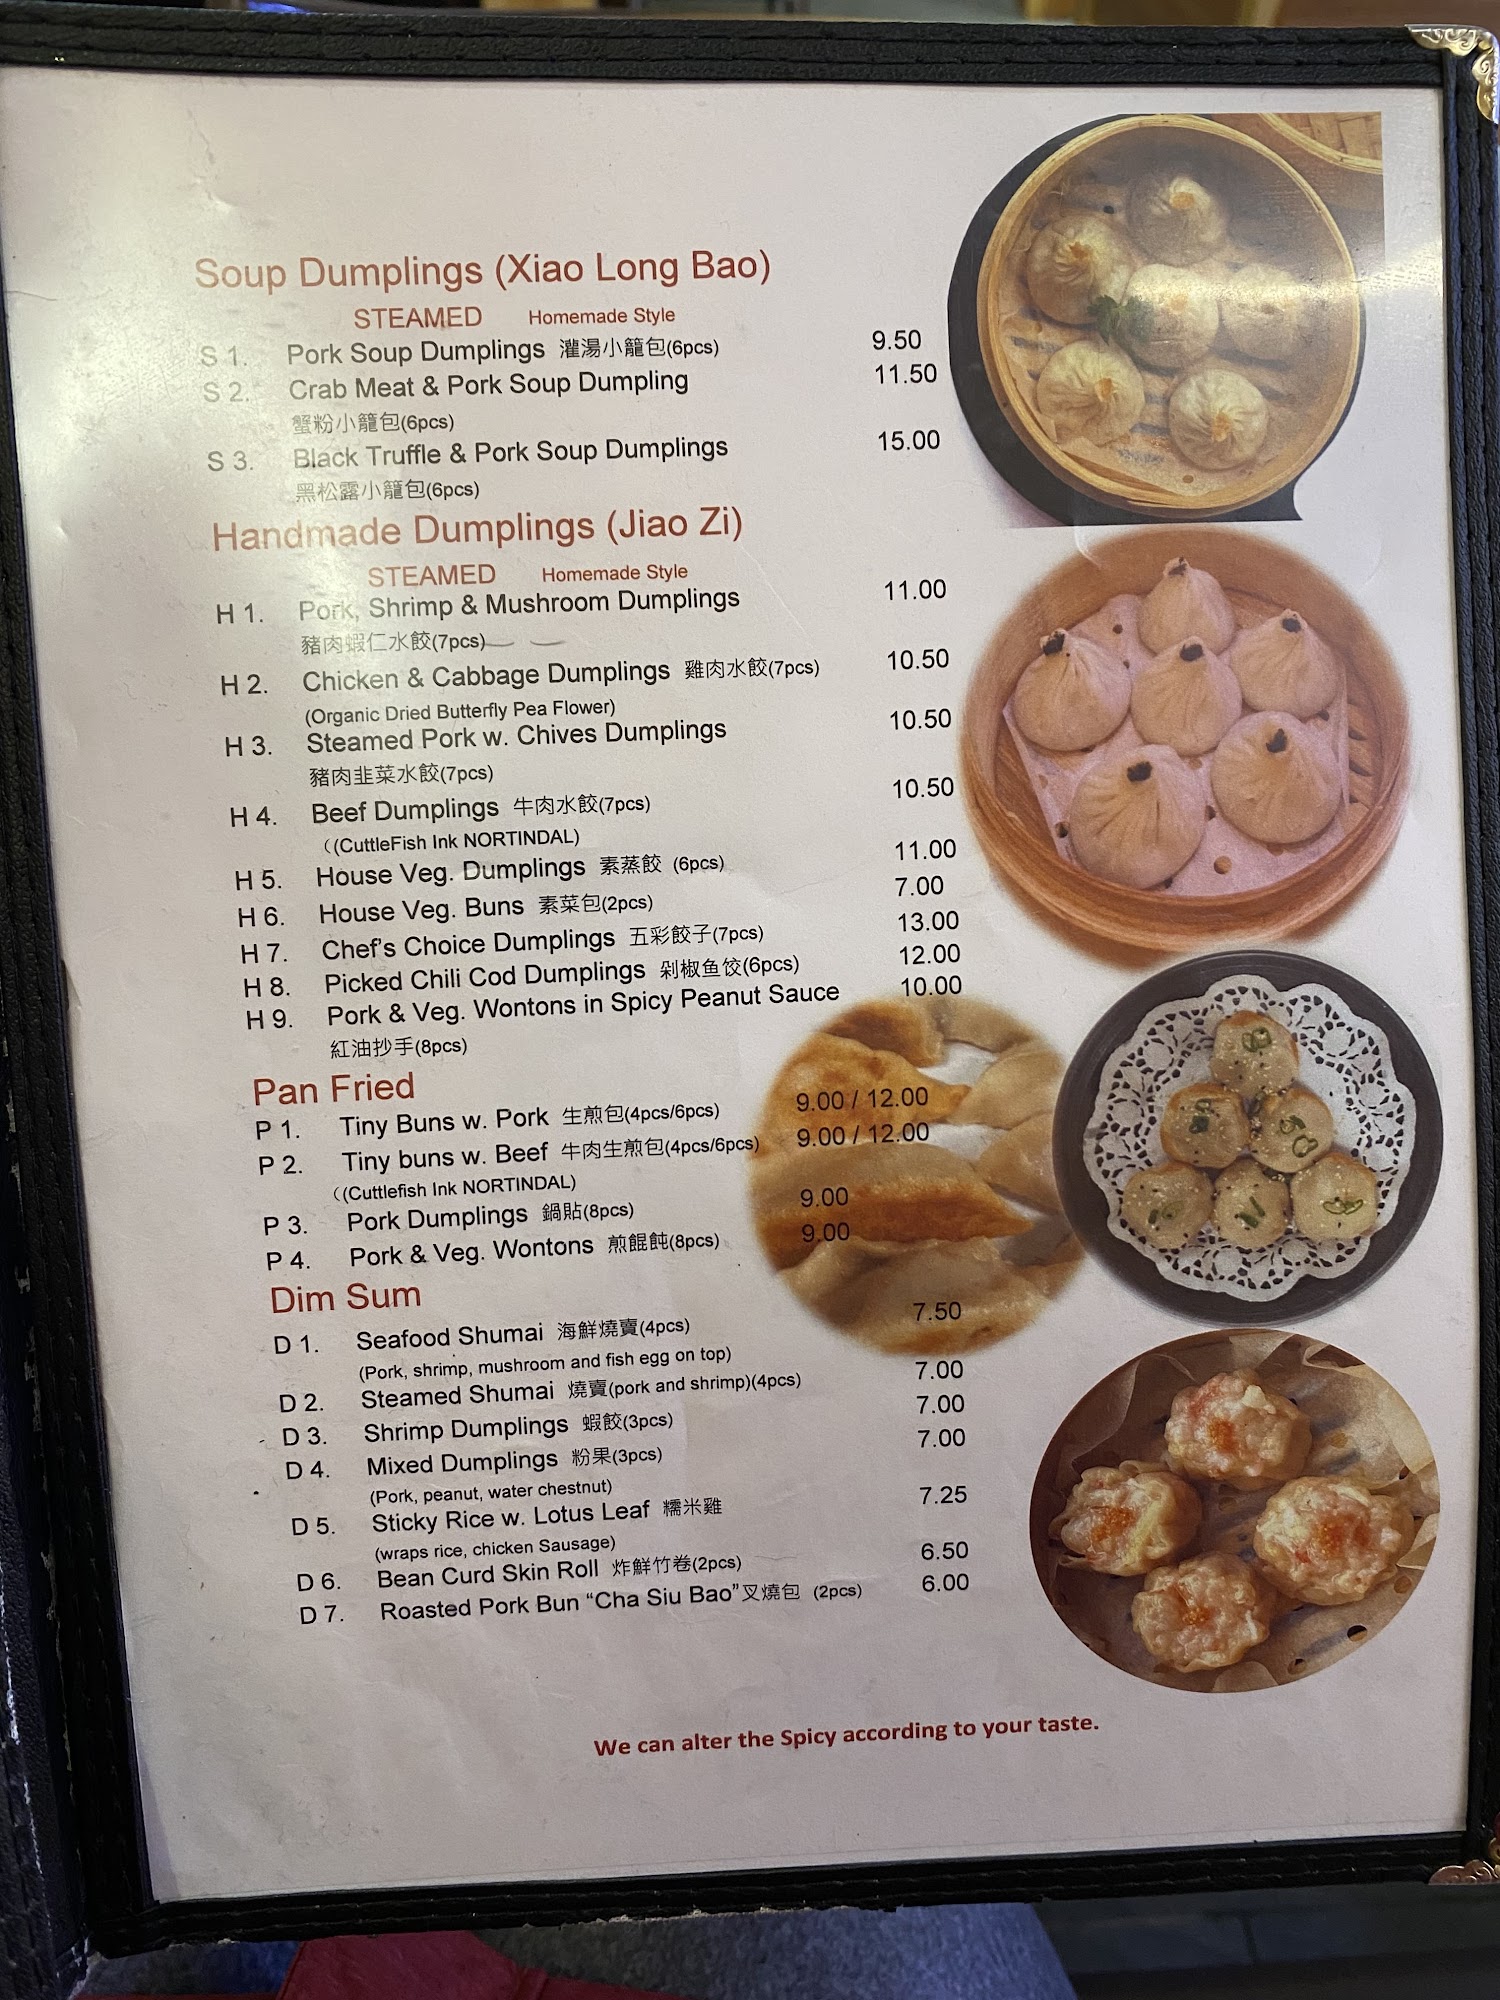 Soup Dumplings (Xiao Long Bao)
STEAMED Homemade Style
S 1. Pork Soup Dumplings 灌湯小籠包(6pcs) 9.50
S 2. Crab Meat & Pork Soup Dumpling 11.50
蟹粉小籠包(6pcs)
S 3. Black Truffle & Pork Soup Dumplings 15.00
黑松露小籠包(6pcs)
Handmade Dumplings (Jiao Zi)
STEAMED Homemade Style
H 1. Pork, Shrimp & Mushroom Dumplings 11.00
豬肉蝦仁水餃(7pcs)
H 2. Chicken & Cabbage Dumplings 雞肉水餃(7pcs) 10.50
(Organic Dried Butterfly Pea Flower)
H 3. Steamed Pork w. Chives Dumplings 10.50
豬肉韭菜水餃(7pcs)
H 4. Beef Dumplings 牛肉水餃(7pcs) 10.50
((CuttleFish Ink NORTINDAL)
H 5. House Veg. Dumplings 素蒸餃 (6pcs) 11.00
H 6. House Veg. Buns 素菜包(2pcs) 7.00
H 7. Chef's Choice Dumplings 五彩餃子(7pcs) 13.00
H 8. Picked Chili Cod Dumplings 剁椒鱼饺(6pcs) 12.00
H 9. Pork & Veg. Wontons in Spicy Peanut Sauce 10.00
紅油抄手(8pcs)
Pan Fried
P 1. Tiny Buns w. Pork 生煎包(4pcs/6pcs) 9.00 / 12.00
P 2. Tiny buns w. Beef 牛肉生煎包(4pcs/6pcs) 9.00 / 12.00
((Cuttlefish Ink NORTINDAL)
P 3. Pork Dumplings 鍋貼(8pcs) 9.00
P 4. Pork & Veg. Wontons 煎餛飩(8pcs) 9.00
Dim Sum
D 1. Seafood Shumai 海鮮燒賣(4pcs) 7.50
(Pork, shrimp, mushroom and fish egg on top)
D 2. Steamed Shumai 燒賣(pork and shrimp)(4pcs) 7.00
D 3. Shrimp Dumplings 蝦餃(3pcs) 7.00
D 4. Mixed Dumplings 粉果(3pcs) 7.00
(Pork, peanut, water chestnut)
D 5. Sticky Rice w. Lotus Leaf 糯米雞 7.25
(wraps rice, chicken Sausage)
D 6. Bean Curd Skin Roll 炸鮮竹卷(2pcs) 6.50
D 7. Roasted Pork Bun “Cha Siu Bao”叉燒包 (2pcs) 6.00
We can alter the Spicy according to your taste.